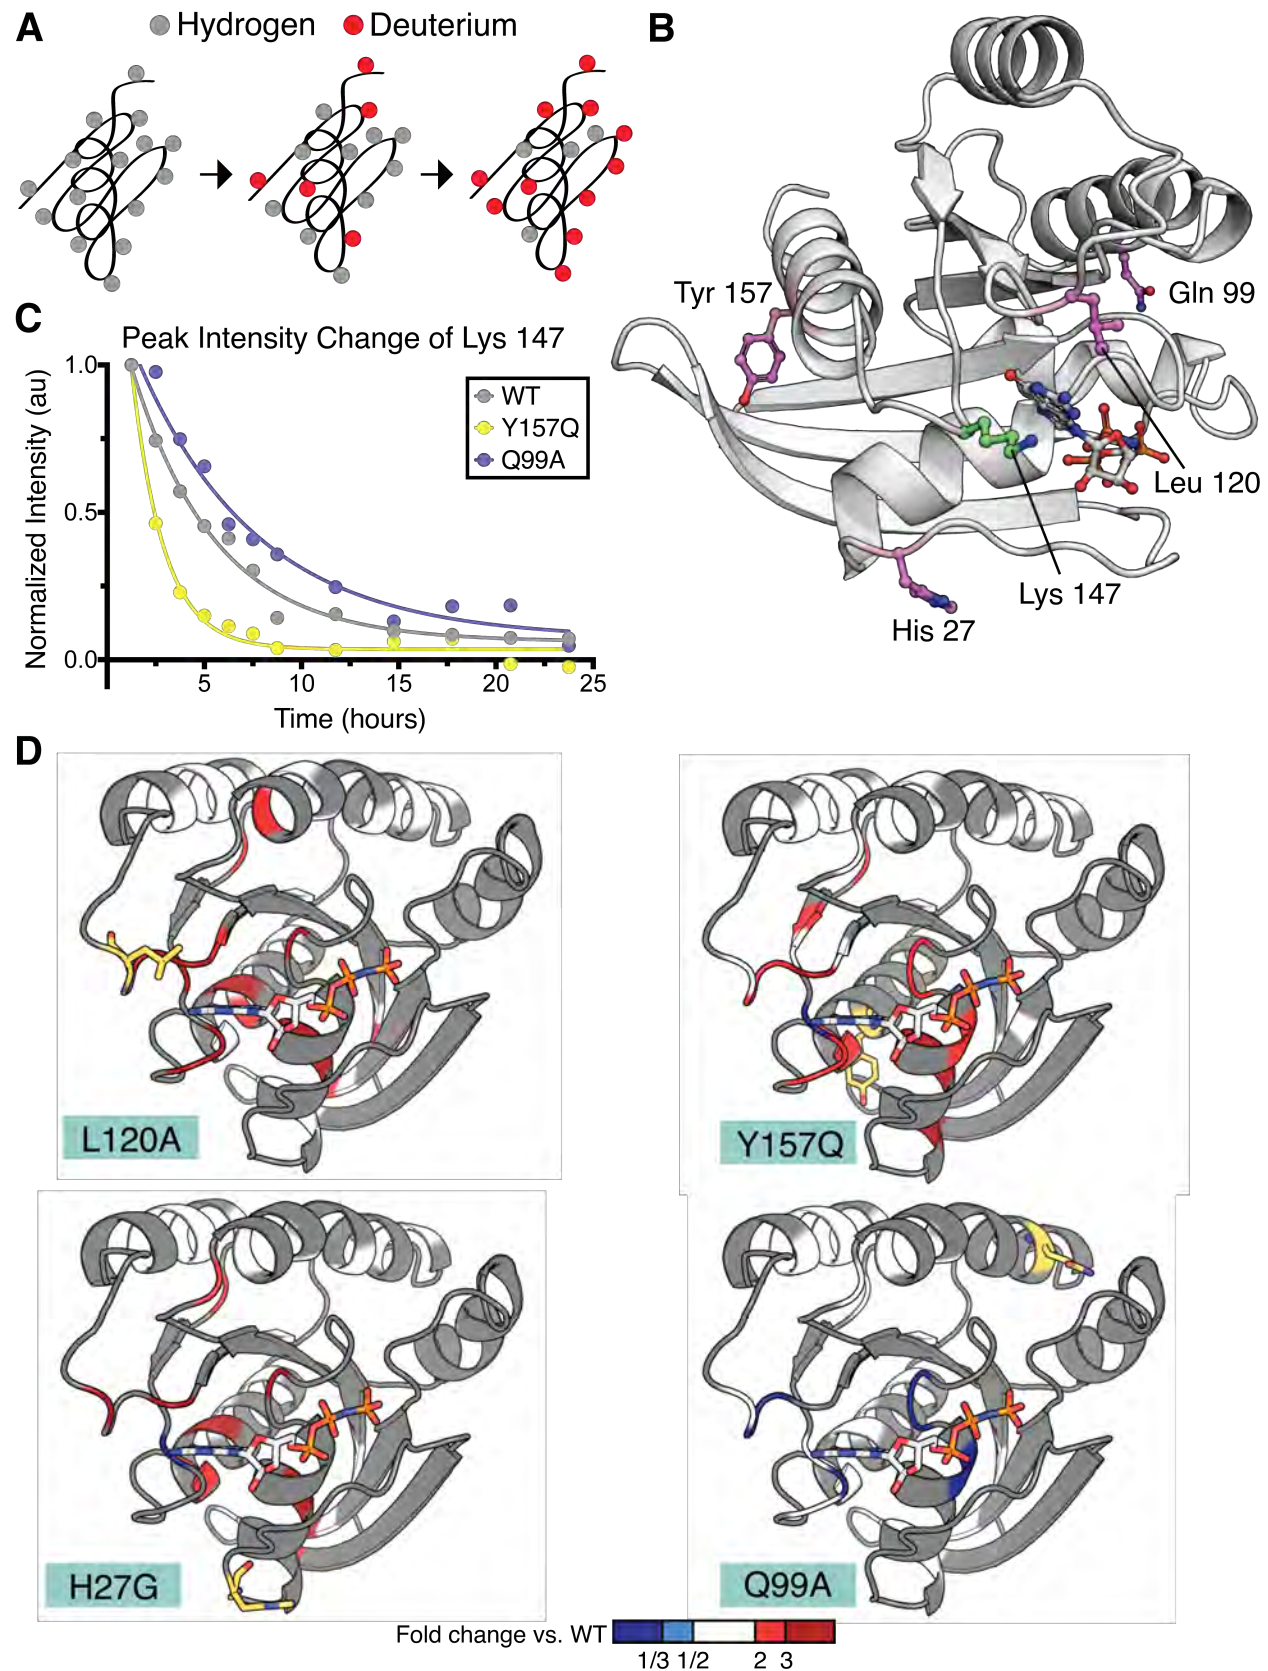 A
Hydrogen
Deuterium
B
Tyr 157
Gln 99
Leu 120
Lys 147
His 27
C
Peak Intensity Change of Lys 147
Normalized Intensity (au)
1.0
0.5
0.0
WT
Y157Q
Q99A
5
10
15
20
25
Time (hours)
D
L120A
Y157Q
H27G
Q99A
Fold change vs. WT
1/3 1/2 2 3